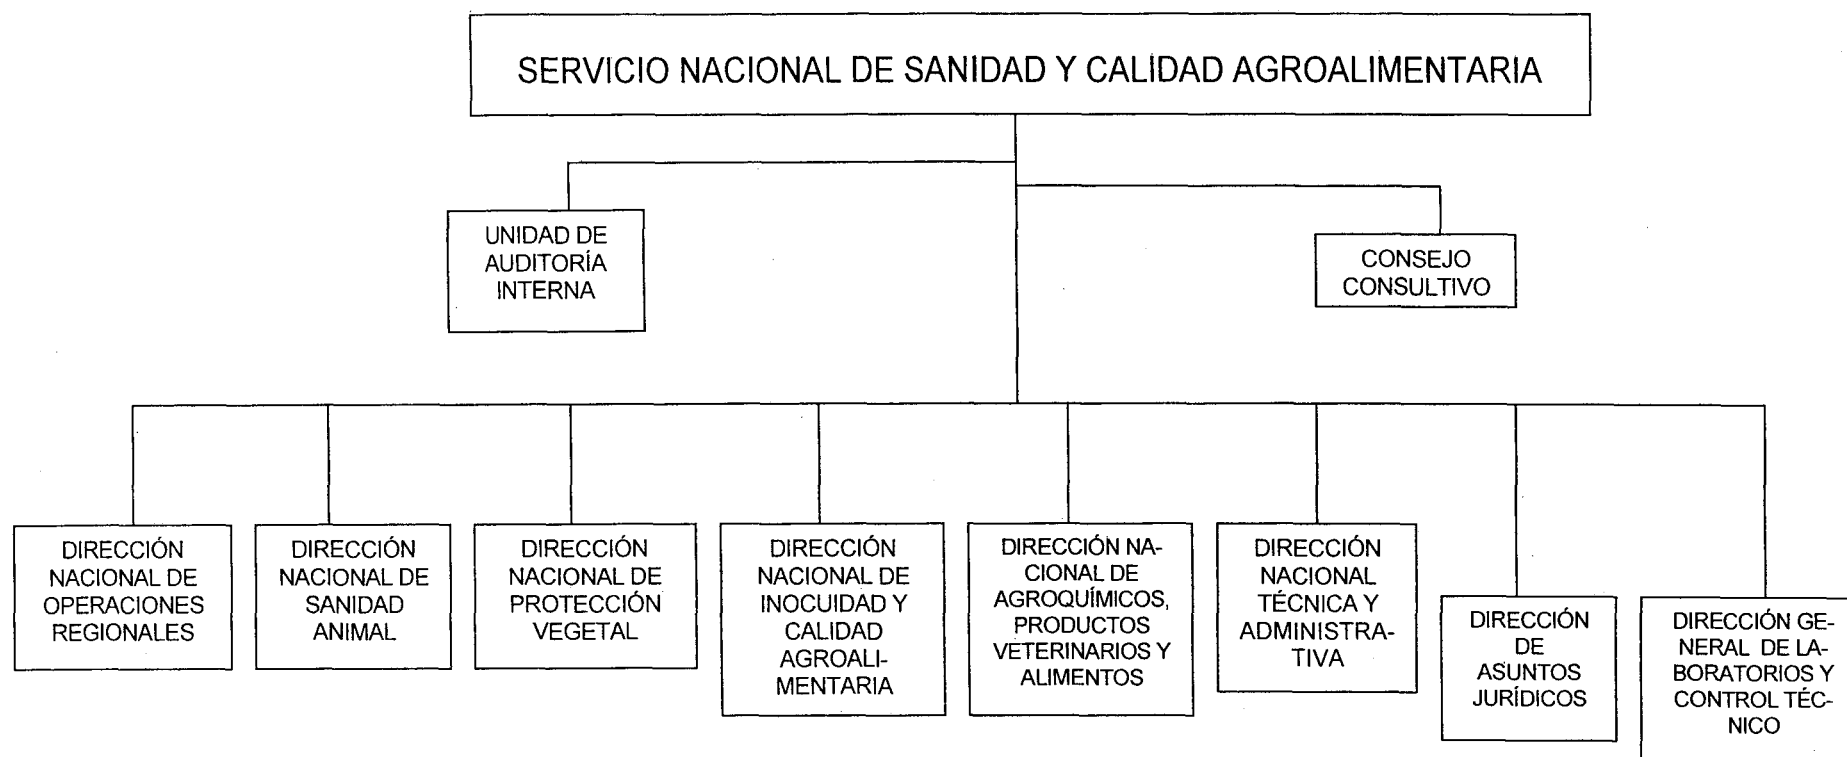 SERVICIO NACIONAL DE SANIDAD Y CALIDAD AGROALIMENTARIA
UNIDAD DE
AUDITORÍA
INTERNA
CONSEJO
CONSULTIVO
DIRECCIÓN
NACIONAL DE
OPERACIONES
REGIONALES
DIRECCIÓN
NACIONAL DE
SANIDAD
ANIMAL
DIRECCIÓN
NACIONAL DE
PROTECCIÓN
VEGETAL
DIRECCIÓN
NACIONAL DE
INOCUIDAD Y
CALIDAD
AGROALI-
MENTARIA
DIRECCIÓN NA-
CIONAL DE
AGROQUÍMICOS,
PRODUCTOS
VETERINARIOS Y
ALIMENTOS
DIRECCIÓN
NACIONAL
TÉCNICA Y
ADMINISTRA-
TIVA
DIRECCIÓN
DE
ASUNTOS
JURÍDICOS
DIRECCIÓN GE-
NERAL DE LA-
BORATORIOS Y
CONTROL TÉC-
NICO